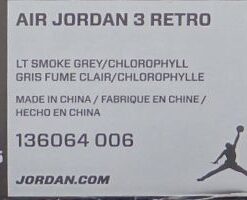 AIR JORDAN 3 RETRO
LT SMOKE GREY/CHLOROPHYLL
GRIS FUME CLAIR/CHLOROPHYLLE
MADE IN CHINA / FABRIQUE EN CHINE /
HECHO EN CHINA
136064 006
JORDAN.COM